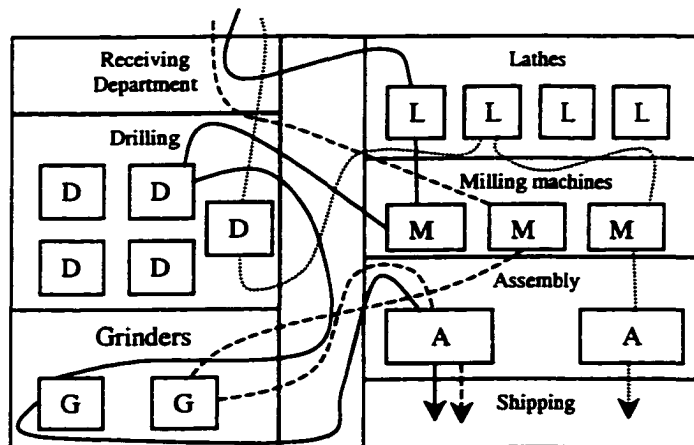 Receiving
Department
Lathes
L L L L
Drilling
D D
D
D D
Milling machines
M M M
Assembly
A A
Grinders
G G
Shipping